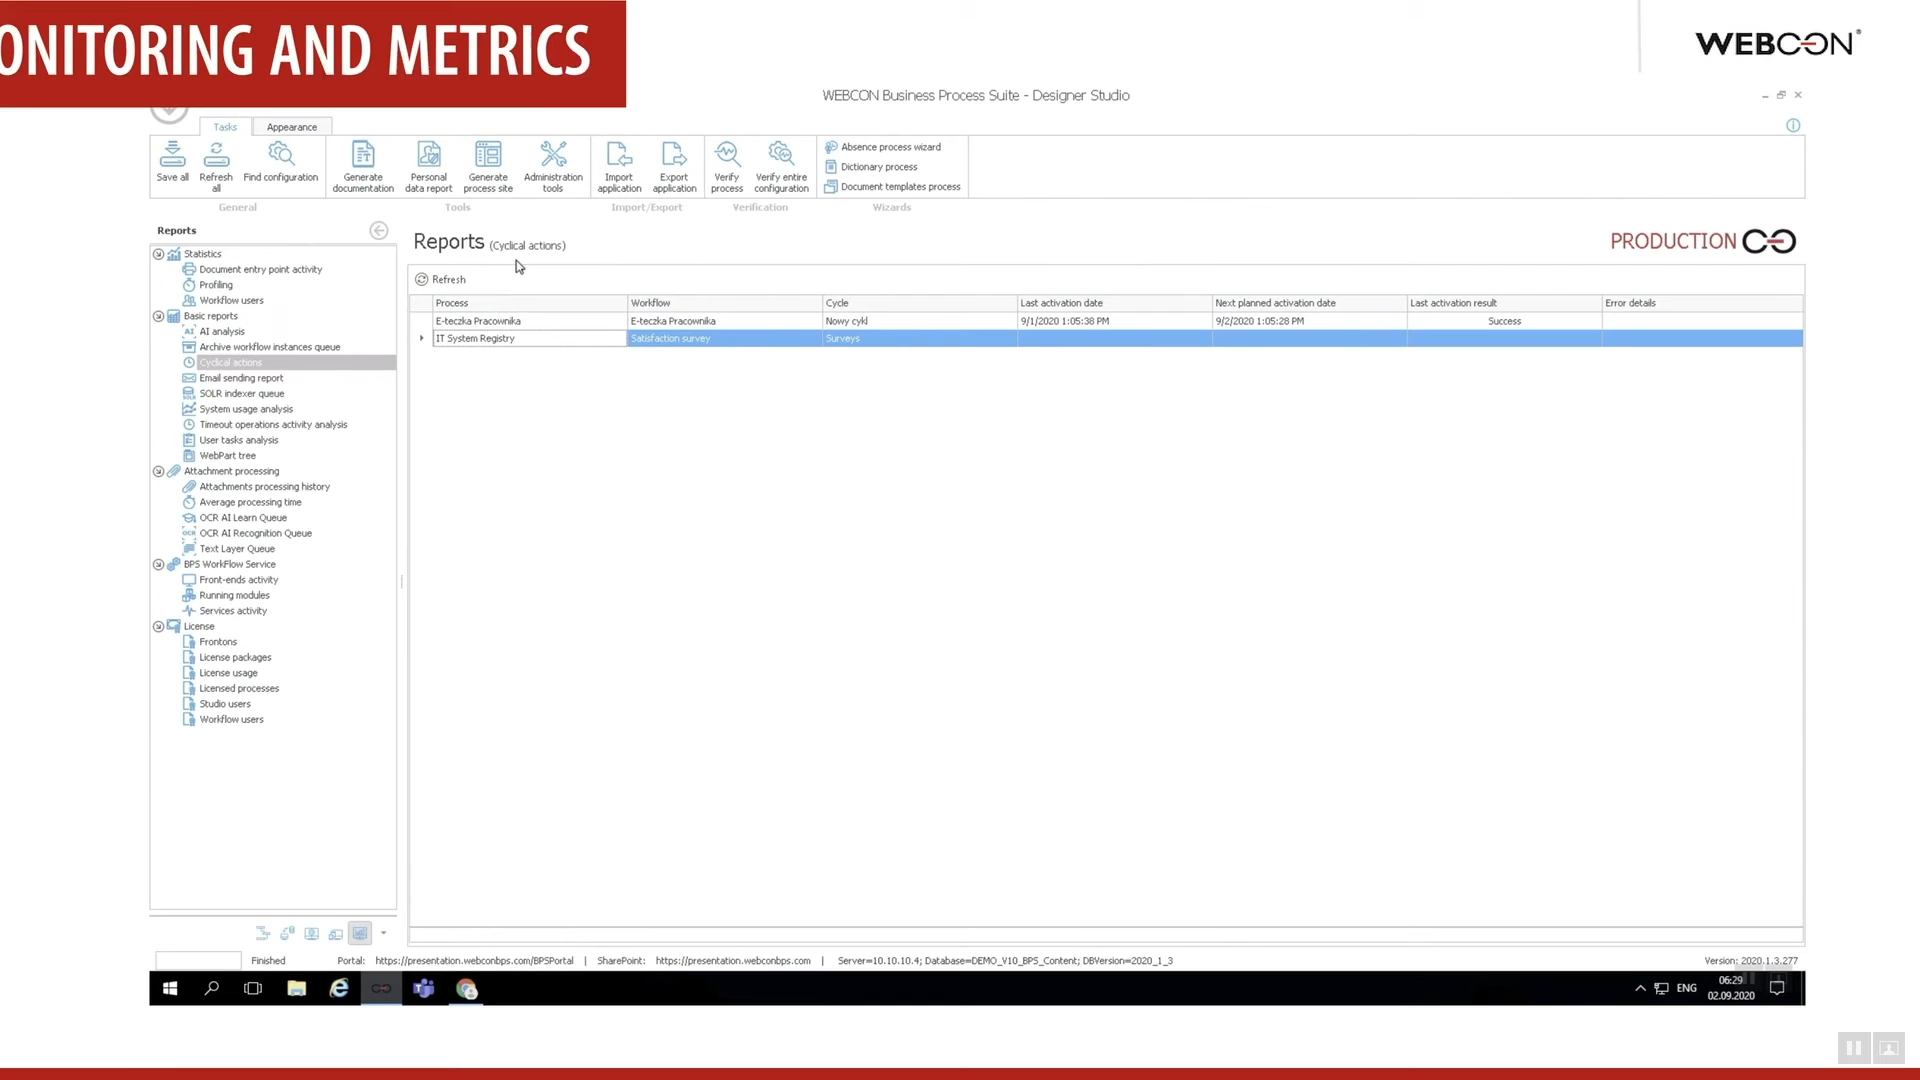 ONITORING AND METRICS
WEBCON®
WEBCON Business Process Suite - Designer Studio
Tasks
Appearance
Save all
Refresh all
Find configuration
Generate documentation
Personal data report
Generate process site
Administration tools
Import application
Export application
Verify process
Verify entire configuration
Absence process wizard
Dictionary process
Document templates process
General
Tools
Import/Export
Verification
Wizards
Reports
Statistics
Document entry point activity
Profiling
Workflow users
Basic reports
AI analysis
Archive workflow instances queue
Cyclical actions
Email sending report
SOLR indexer queue
System usage analysis
Timeout operations activity analysis
User tasks analysis
WebPart tree
Attachment processing
Attachments processing history
Average processing time
OCR AI Learn Queue
OCR AI Recognition Queue
Text Layer Queue
BPS WorkFlow Service
Front-ends activity
Running modules
Services activity
License
Frontons
License packages
License usage
Licensed processes
Studio users
Workflow users
Reports (Cyclical actions)
PRODUCTION
Refresh
Process Workflow Cycle Last activation date Next planned activation date Last activation result Error details
E-teczka Pracownika E-teczka Pracownika Nowy cykl 9/1/2020 1:05:38 PM 9/2/2020 1:05:28 PM Success
IT System Registry Satisfaction survey Surveys
Finished Portal: https://presentation.webconbps.com/BPSPortal | SharePoint: https://presentation.webconbps.com | Server=10.10.10.4; Database=DEMO_V10_BPS_Content; DBVersion=2020_1_3 Version: 2020.1.3.277
ENG
06:29
02.09.2020